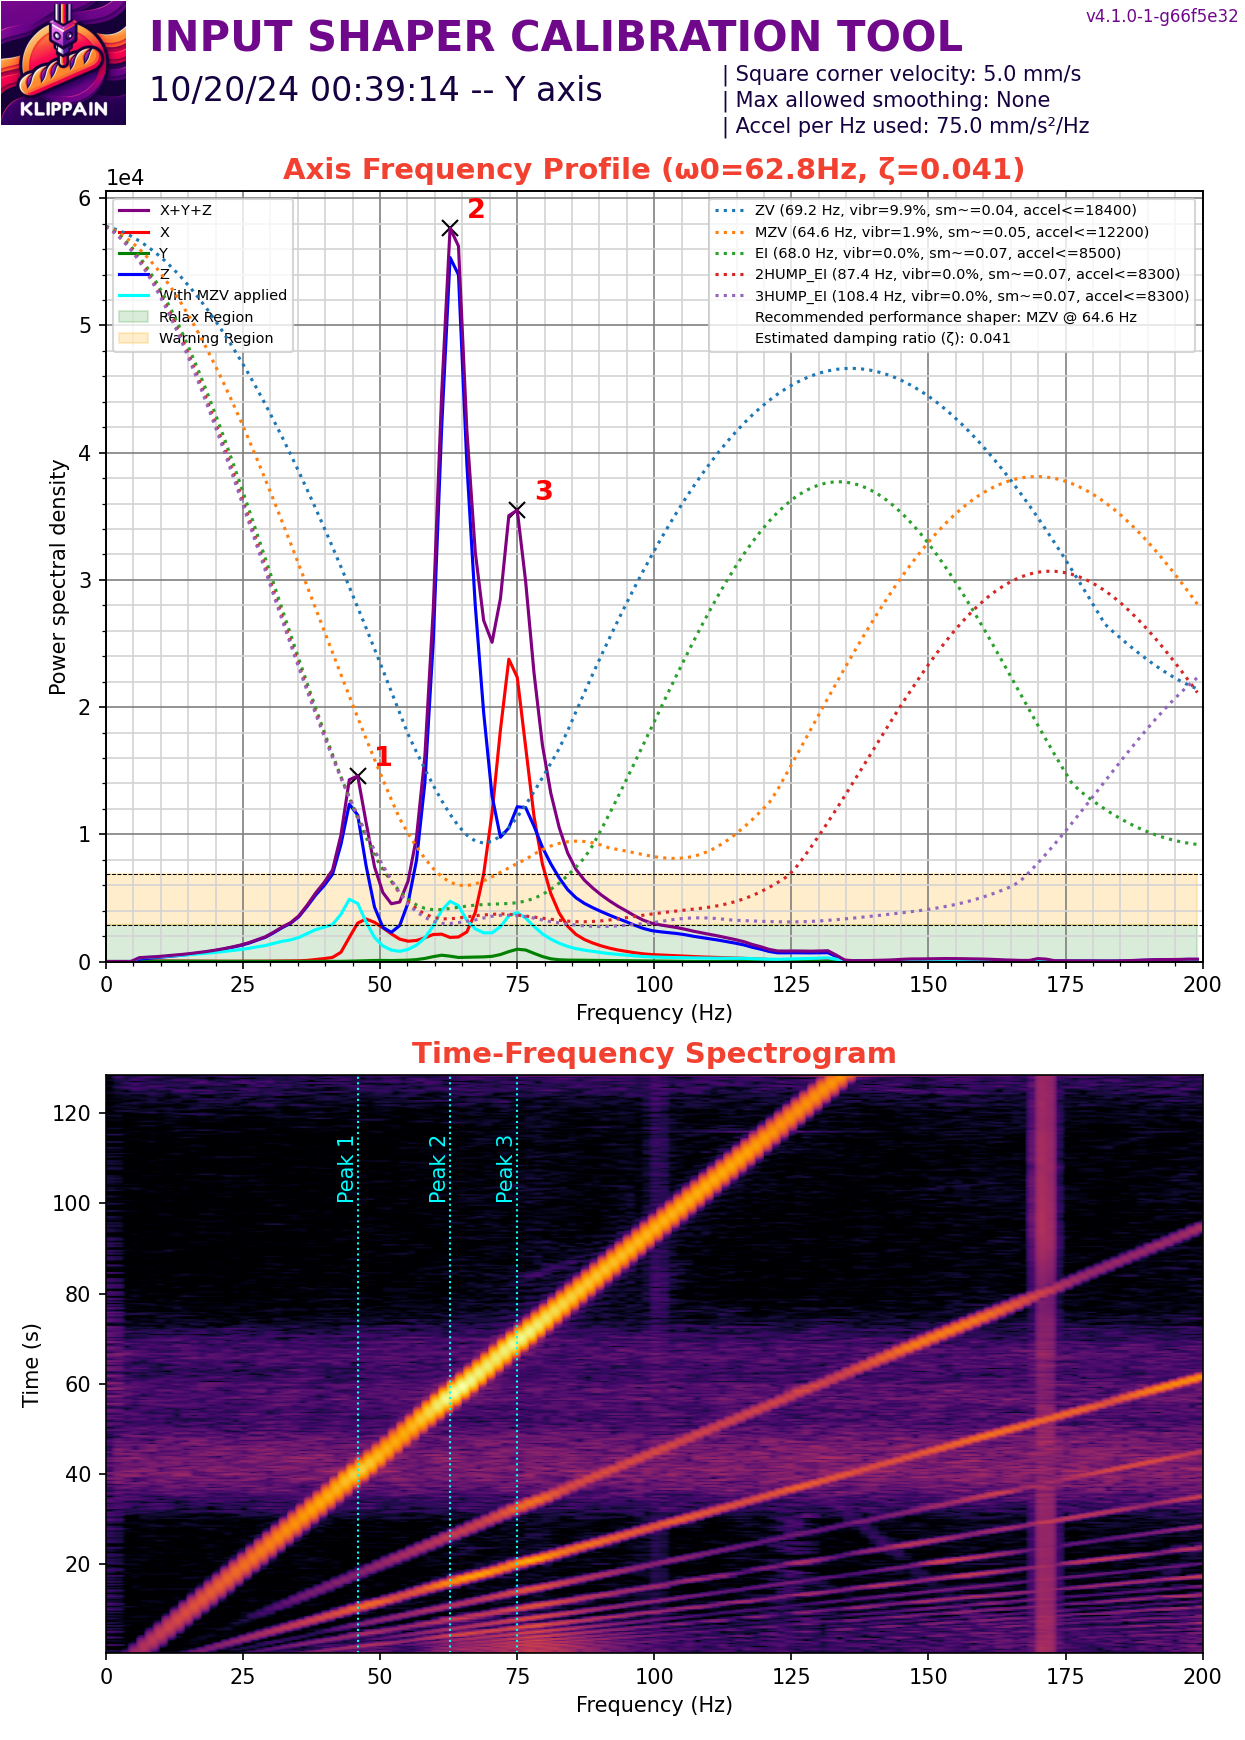 v4.1.0-1-g66f5e32
KLIPPAIN
INPUT SHAPER CALIBRATION TOOL
10/20/24 00:39:14 -- Y axis
| Square corner velocity: 5.0 mm/s
| Max allowed smoothing: None
| Accel per Hz used: 75.0 mm/s²/Hz
Axis Frequency Profile (ω0=62.8Hz, ζ=0.041)
1e4
X+Y+Z
X
Y
Z
With MZV applied
Relax Region
Warning Region
ZV (69.2 Hz, vibr=9.9%, sm~=0.04, accel<=18400)
MZV (64.6 Hz, vibr=1.9%, sm~=0.05, accel<=12200)
EI (68.0 Hz, vibr=0.0%, sm~=0.07, accel<=8500)
2HUMP_EI (87.4 Hz, vibr=0.0%, sm~=0.07, accel<=8300)
3HUMP_EI (108.4 Hz, vibr=0.0%, sm~=0.07, accel<=8300)
Recommended performance shaper: MZV @ 64.6 Hz
Estimated damping ratio (ζ): 0.041
1
2
3
Power spectral density
6
5
4
3
2
1
0
0 25 50 75 100 125 150 175 200
Frequency (Hz)
Time-Frequency Spectrogram
Time (s)
120
100
80
60
40
20
Peak 1
Peak 2
Peak 3
0 25 50 75 100 125 150 175 200
Frequency (Hz)